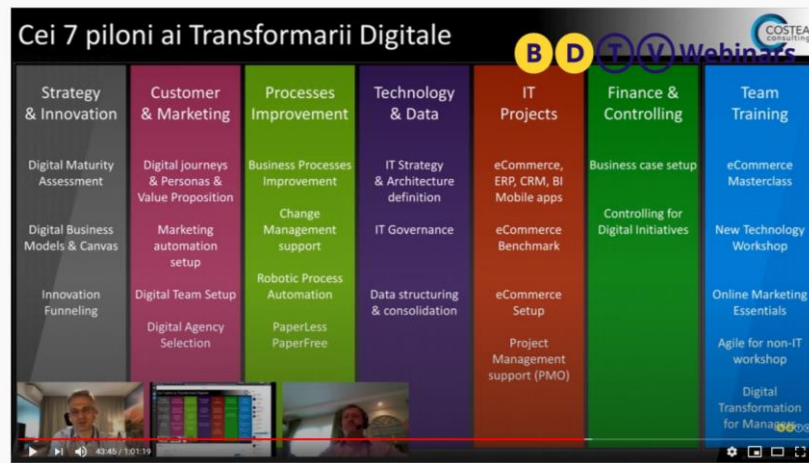 Cei 7 piloni ai Transformarii Digitale
COSTEA
consulting
B D T V Webinars
Strategy
& Innovation
Digital Maturity
Assessment
Digital Business
Models & Canvas
Innovation
Funneling
Customer
& Marketing
Digital journeys
& Personas &
Value Proposition
Marketing
automation
setup
Digital Team Setup
Digital Agency
Selection
Processes
Improvement
Business Processes
Improvement
Change
Management
support
Robotic Process
Automation
PaperLess
PaperFree
Technology
& Data
IT Strategy
& Architecture
definition
IT Governance
Data structuring
& consolidation
IT
Projects
eCommerce,
ERP, CRM, BI
Mobile apps
eCommerce
Benchmark
eCommerce
Setup
Project
Management
support (PMO)
Finance &
Controlling
Business case setup
Controlling for
Digital Initiatives
Team
Training
eCommerce
Masterclass
New Technology
Workshop
Online Marketing
Essentials
Agile for non-IT
workshop
Digital
Transformation
for Managers
43:45 / 1:01:19